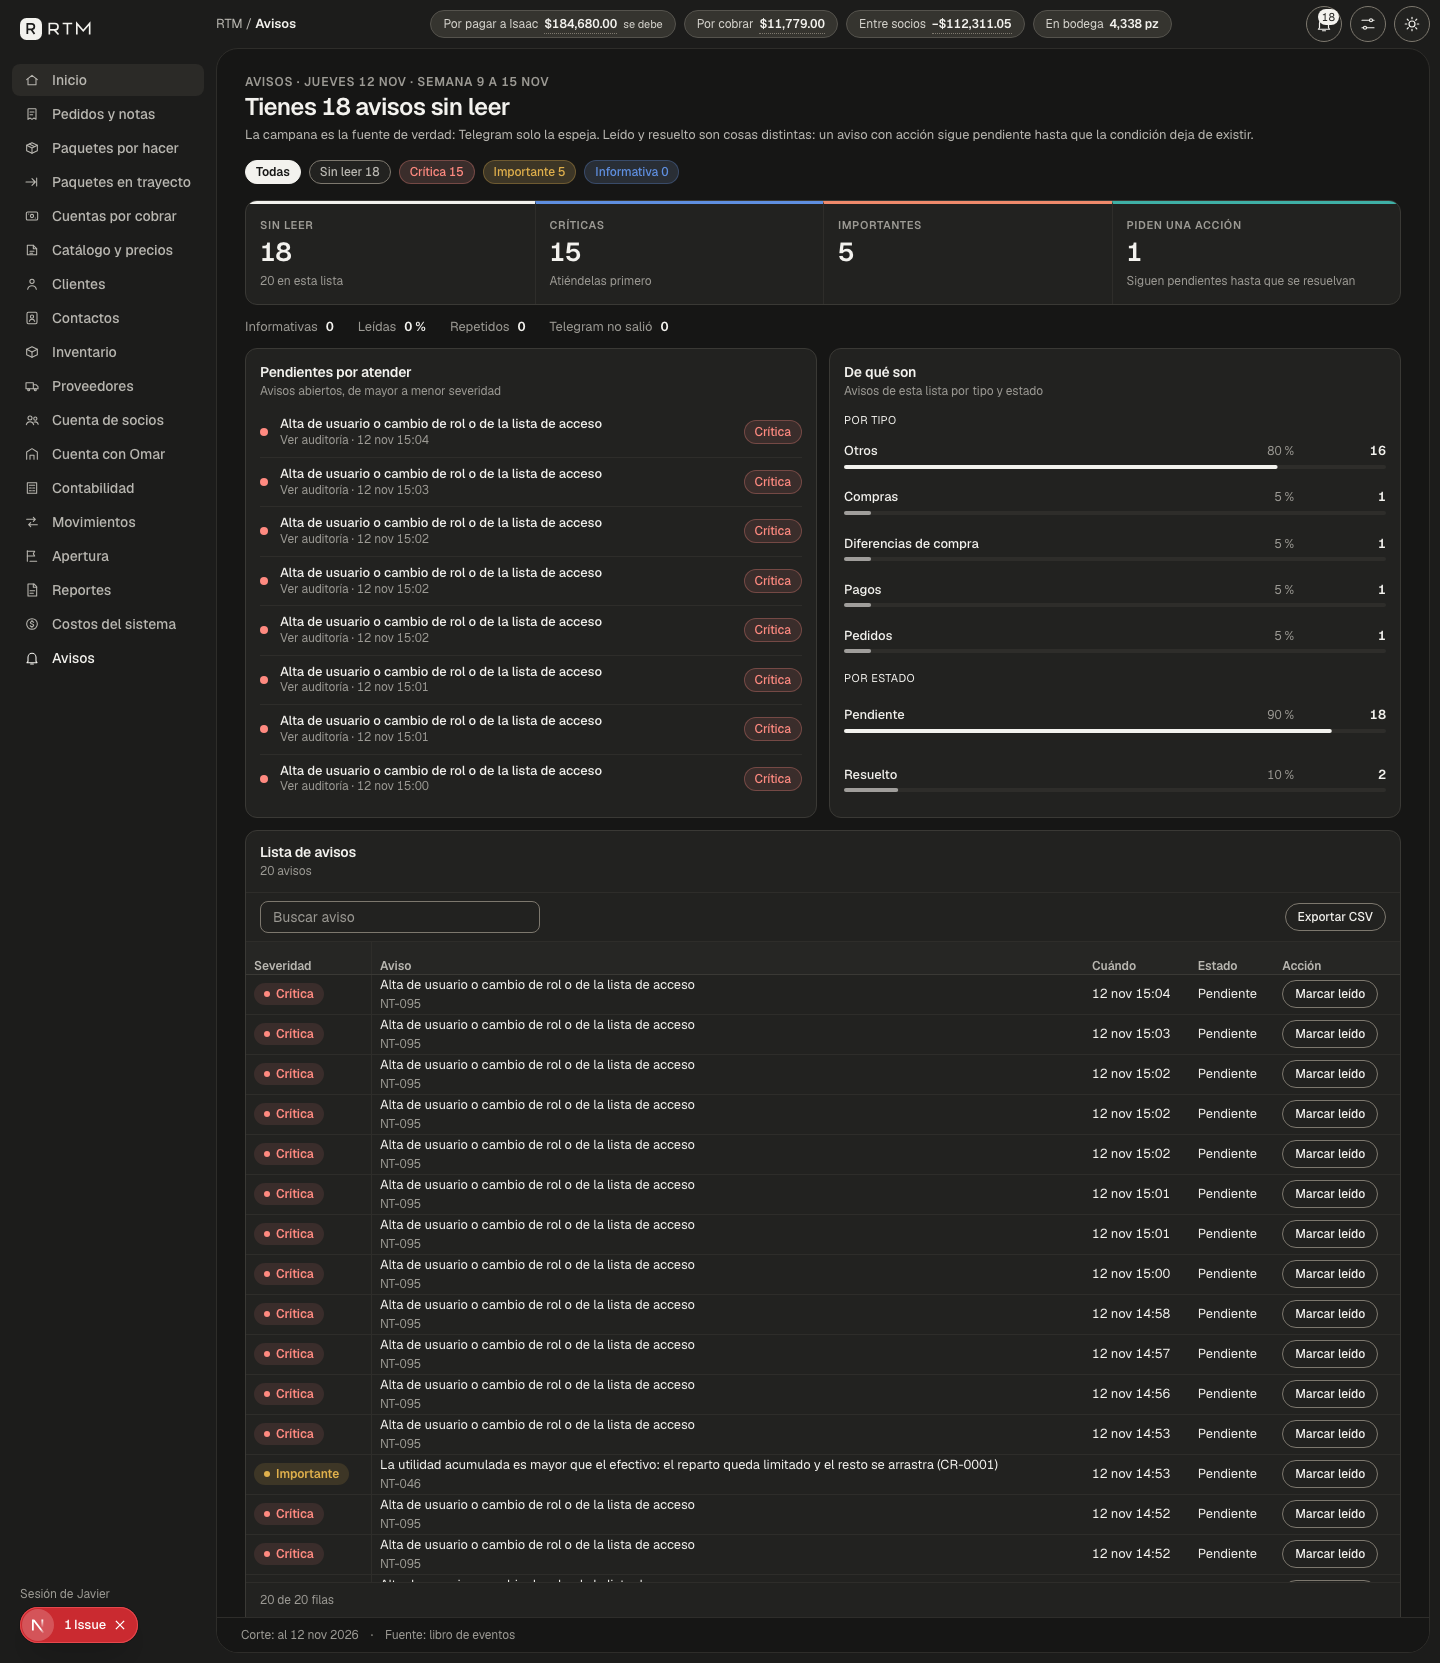 R RTM
RTM / Avisos
Por pagar a Isaac $184,680.00 se debe
Por cobrar $11,779.00
Entre socios −$112,311.05
En bodega 4,338 pz
18
Inicio
Pedidos y notas
Paquetes por hacer
Paquetes en trayecto
Cuentas por cobrar
Catálogo y precios
Clientes
Contactos
Inventario
Proveedores
Cuenta de socios
Cuenta con Omar
Contabilidad
Movimientos
Apertura
Reportes
Costos del sistema
Avisos
Sesión de Javier
N 1 Issue
AVISOS · JUEVES 12 NOV · SEMANA 9 A 15 NOV
Tienes 18 avisos sin leer
La campana es la fuente de verdad: Telegram solo la espeja. Leído y resuelto son cosas distintas: un aviso con acción sigue pendiente hasta que la condición deja de existir.
Todas Sin leer 18 Crítica 15 Importante 5 Informativa 0
SIN LEER
18
20 en esta lista
CRÍTICAS
15
Atiéndelas primero
IMPORTANTES
5
PIDEN UNA ACCIÓN
1
Siguen pendientes hasta que se resuelvan
Informativas 0 Leídas 0 % Repetidos 0 Telegram no salió 0
Pendientes por atender
Avisos abiertos, de mayor a menor severidad
Alta de usuario o cambio de rol o de la lista de acceso
Ver auditoría · 12 nov 15:04
Crítica
Alta de usuario o cambio de rol o de la lista de acceso
Ver auditoría · 12 nov 15:03
Crítica
Alta de usuario o cambio de rol o de la lista de acceso
Ver auditoría · 12 nov 15:02
Crítica
Alta de usuario o cambio de rol o de la lista de acceso
Ver auditoría · 12 nov 15:02
Crítica
Alta de usuario o cambio de rol o de la lista de acceso
Ver auditoría · 12 nov 15:02
Crítica
Alta de usuario o cambio de rol o de la lista de acceso
Ver auditoría · 12 nov 15:01
Crítica
Alta de usuario o cambio de rol o de la lista de acceso
Ver auditoría · 12 nov 15:01
Crítica
Alta de usuario o cambio de rol o de la lista de acceso
Ver auditoría · 12 nov 15:00
Crítica
De qué son
Avisos de esta lista por tipo y estado
POR TIPO
Otros 80 % 16
Compras 5 % 1
Diferencias de compra 5 % 1
Pagos 5 % 1
Pedidos 5 % 1
POR ESTADO
Pendiente 90 % 18
Resuelto 10 % 2
Lista de avisos
20 avisos
Buscar aviso
Exportar CSV
Severidad Aviso Cuándo Estado Acción
Crítica Alta de usuario o cambio de rol o de la lista de acceso 12 nov 15:04 Pendiente Marcar leído
NT-095
Crítica Alta de usuario o cambio de rol o de la lista de acceso 12 nov 15:03 Pendiente Marcar leído
NT-095
Crítica Alta de usuario o cambio de rol o de la lista de acceso 12 nov 15:02 Pendiente Marcar leído
NT-095
Crítica Alta de usuario o cambio de rol o de la lista de acceso 12 nov 15:02 Pendiente Marcar leído
NT-095
Crítica Alta de usuario o cambio de rol o de la lista de acceso 12 nov 15:02 Pendiente Marcar leído
NT-095
Crítica Alta de usuario o cambio de rol o de la lista de acceso 12 nov 15:01 Pendiente Marcar leído
NT-095
Crítica Alta de usuario o cambio de rol o de la lista de acceso 12 nov 15:01 Pendiente Marcar leído
NT-095
Crítica Alta de usuario o cambio de rol o de la lista de acceso 12 nov 15:00 Pendiente Marcar leído
NT-095
Crítica Alta de usuario o cambio de rol o de la lista de acceso 12 nov 14:58 Pendiente Marcar leído
NT-095
Crítica Alta de usuario o cambio de rol o de la lista de acceso 12 nov 14:57 Pendiente Marcar leído
NT-095
Crítica Alta de usuario o cambio de rol o de la lista de acceso 12 nov 14:56 Pendiente Marcar leído
NT-095
Crítica Alta de usuario o cambio de rol o de la lista de acceso 12 nov 14:53 Pendiente Marcar leído
NT-095
Importante La utilidad acumulada es mayor que el efectivo: el reparto queda limitado y el resto se arrastra (CR-0001) 12 nov 14:53 Pendiente Marcar leído
NT-046
Crítica Alta de usuario o cambio de rol o de la lista de acceso 12 nov 14:52 Pendiente Marcar leído
NT-095
Crítica Alta de usuario o cambio de rol o de la lista de acceso 12 nov 14:52 Pendiente Marcar leído
NT-095
20 de 20 filas
Corte: al 12 nov 2026 · Fuente: libro de eventos